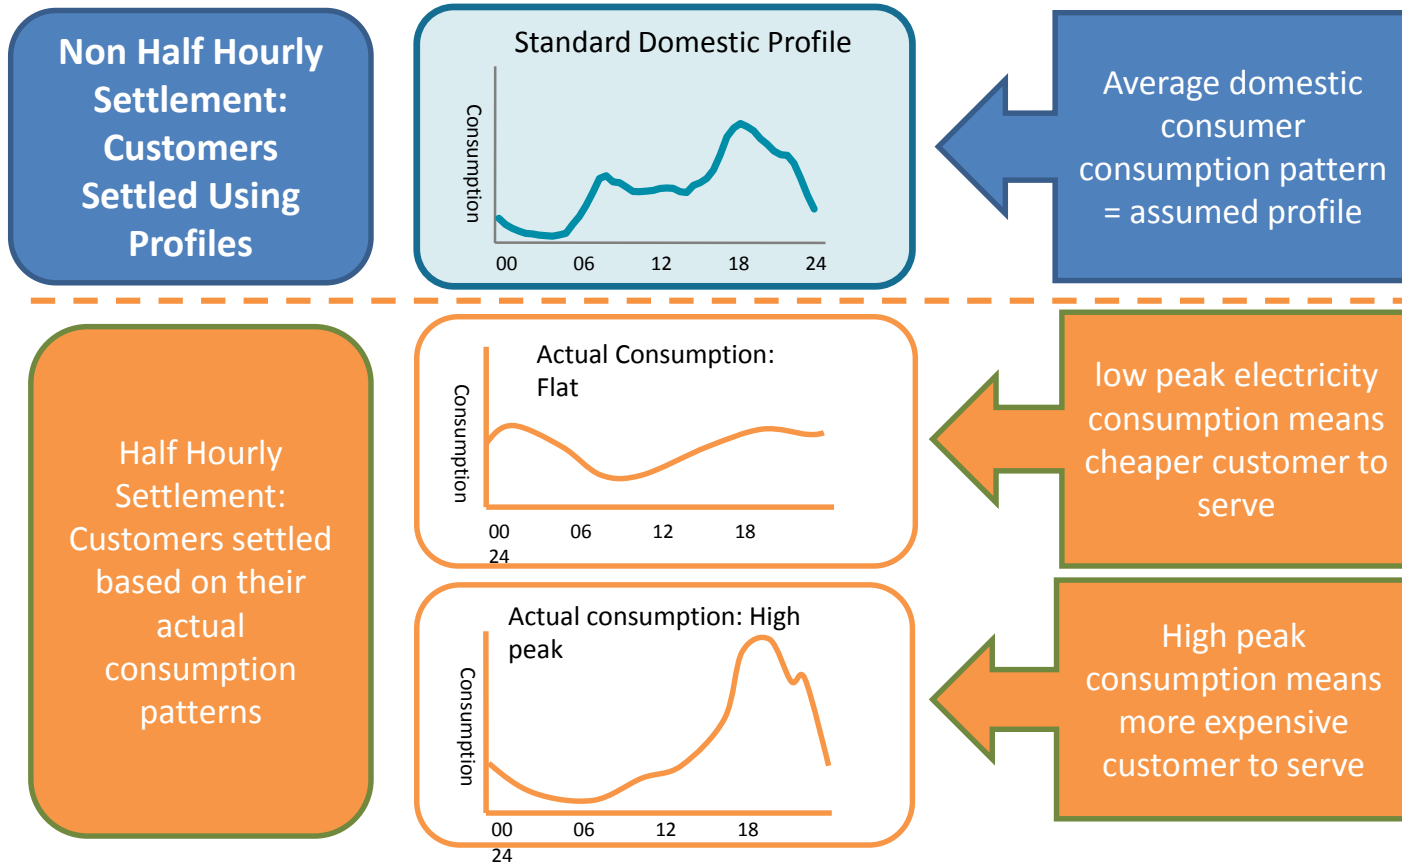 Non Half Hourly
Settlement:
Customers
Settled Using
Profiles
Standard Domestic Profile
Consumption
00 06 12 18 24
Average domestic
consumer
consumption pattern
= assumed profile
Half Hourly
Settlement:
Customers settled
based on their
actual
consumption
patterns
Actual Consumption:
Flat
Consumption
00 06 12 18
24
low peak electricity
consumption means
cheaper customer to
serve
Actual consumption: High
peak
Consumption
00 06 12 18
24
High peak
consumption means
more expensive
customer to serve